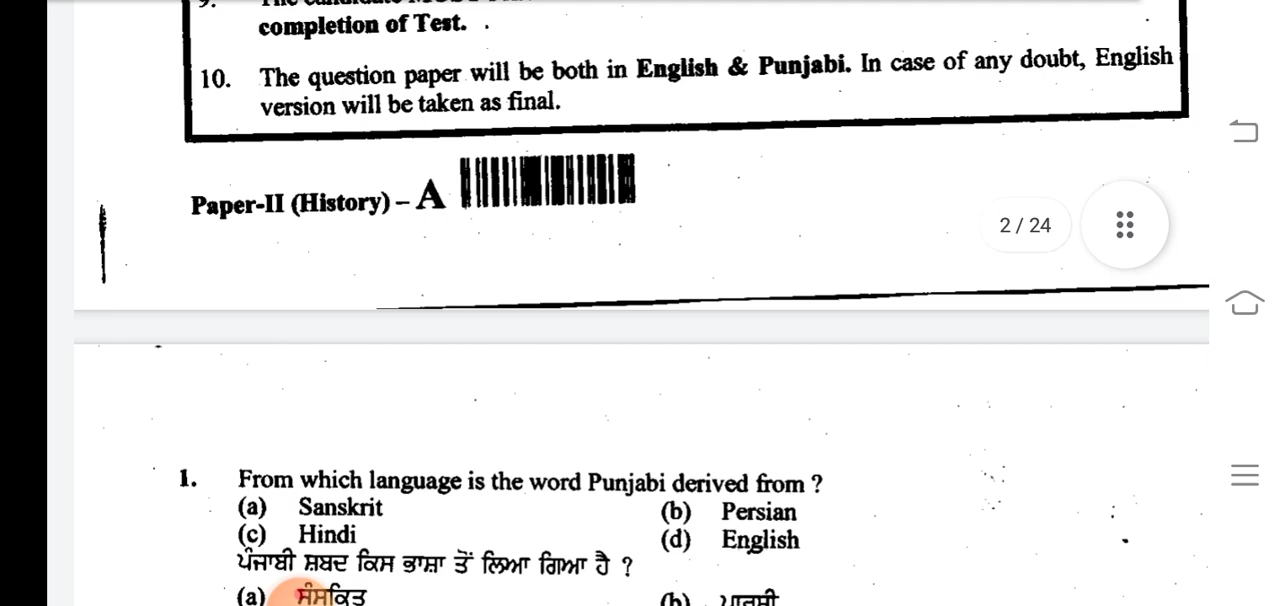 completion of Test.
10. The question paper will be both in English & Punjabi. In case of any doubt, English
version will be taken as final.
Paper-II (History) – A
2 / 24
1. From which language is the word Punjabi derived from ?
(a) Sanskrit (b) Persian
(c) Hindi (d) English
ਪੰਜਾਬੀ ਸ਼ਬਦ ਕਿਸ ਭਾਸ਼ਾ ਤੋਂ ਲਿਆ ਗਿਆ ਹੈ ?
(a) ਸੰਸਕ੍ਰਿਤ (b) ਪਾਰਸੀ